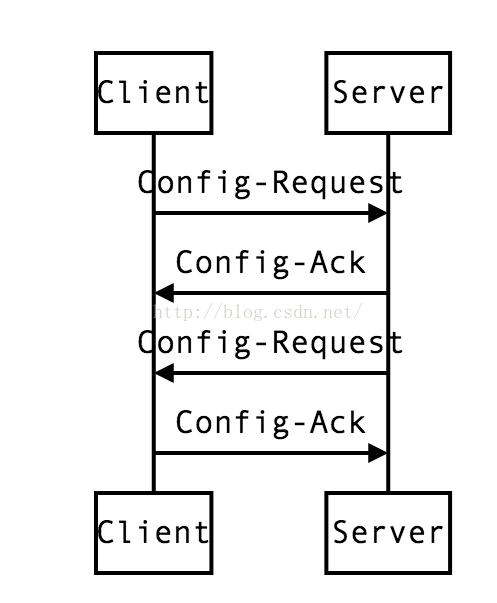 Client Server
Config-Request
Config-Ack
http://blog.csdn.net/
Config-Request
Config-Ack
Client Server